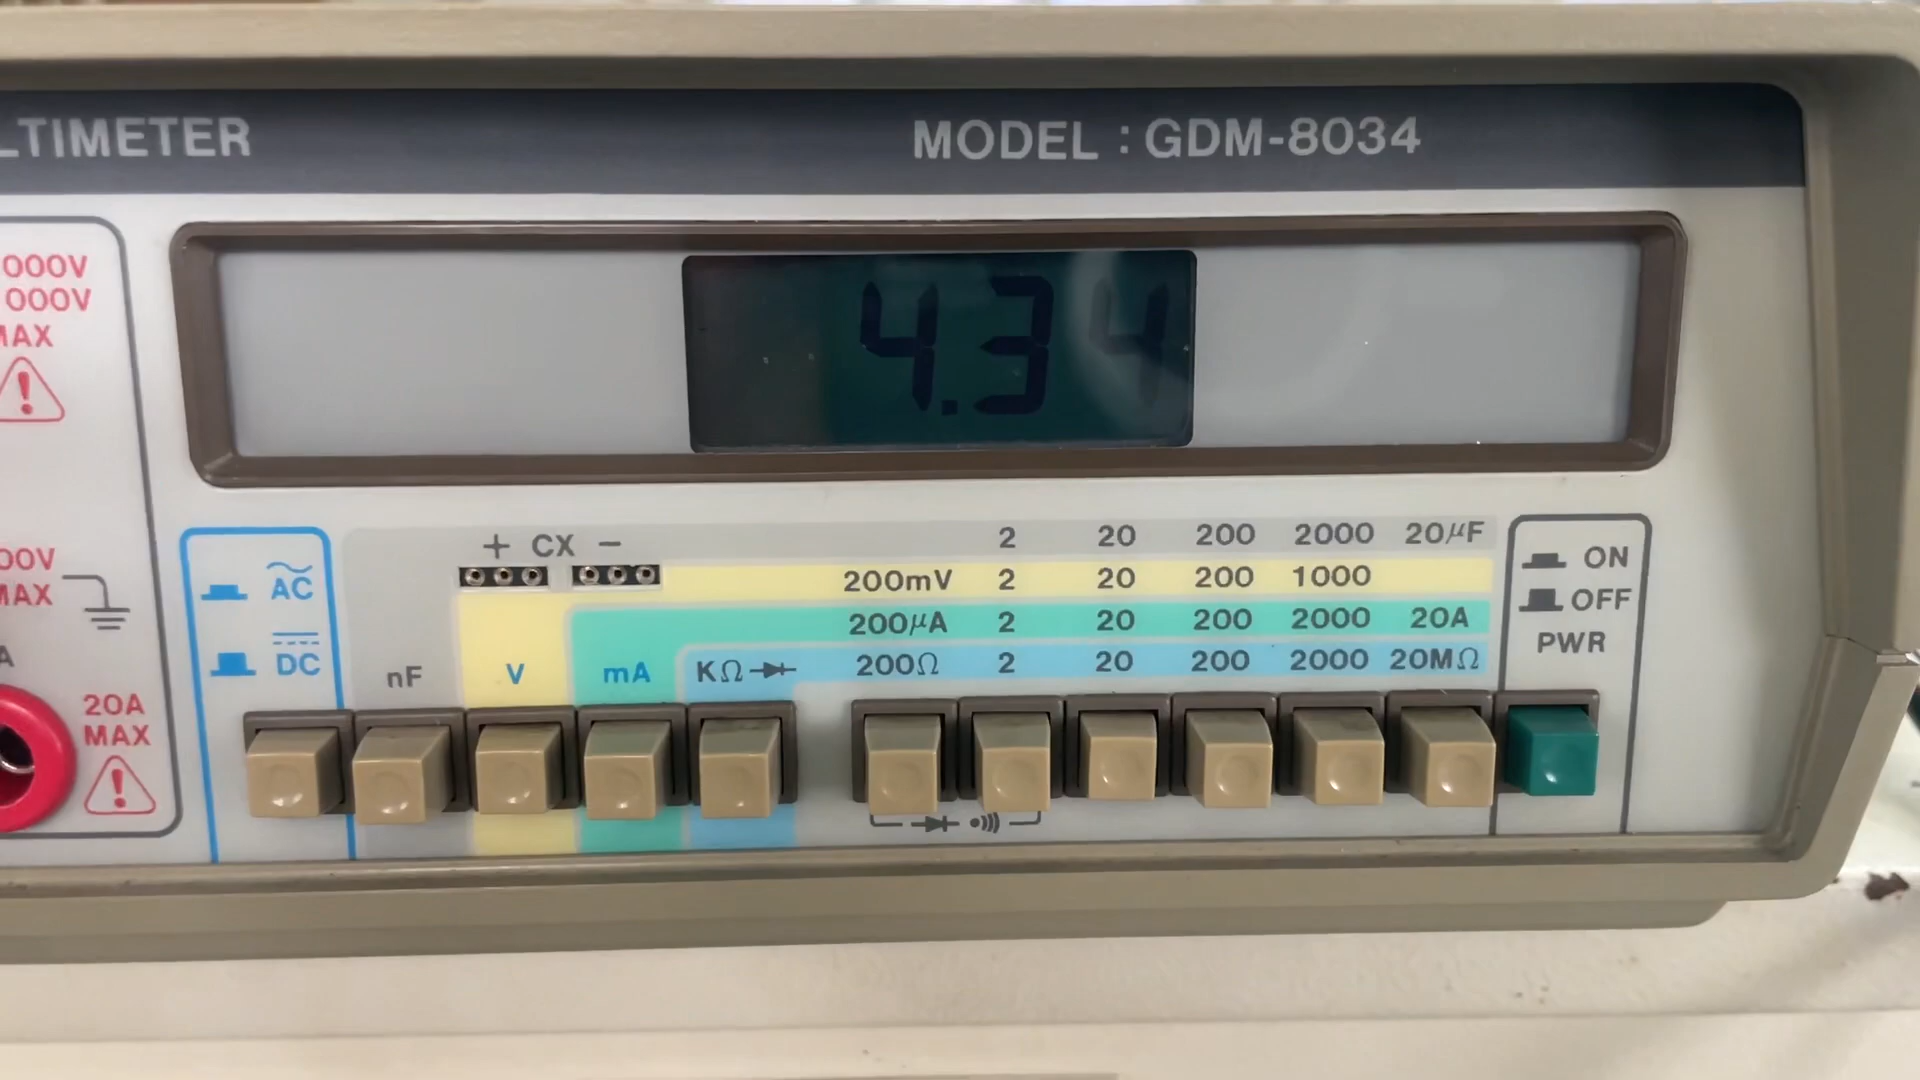 LTIMETER
MODEL : GDM-8034
000V
000V
MAX
4.34
00V
MAX
A
20A
MAX
AC
DC
+ CX −
2 20 200 2000 20μF
200mV 2 20 200 1000
200μA 2 20 200 2000 20A
nF V mA KΩ 200Ω 2 20 200 2000 20MΩ
ON
OFF
PWR